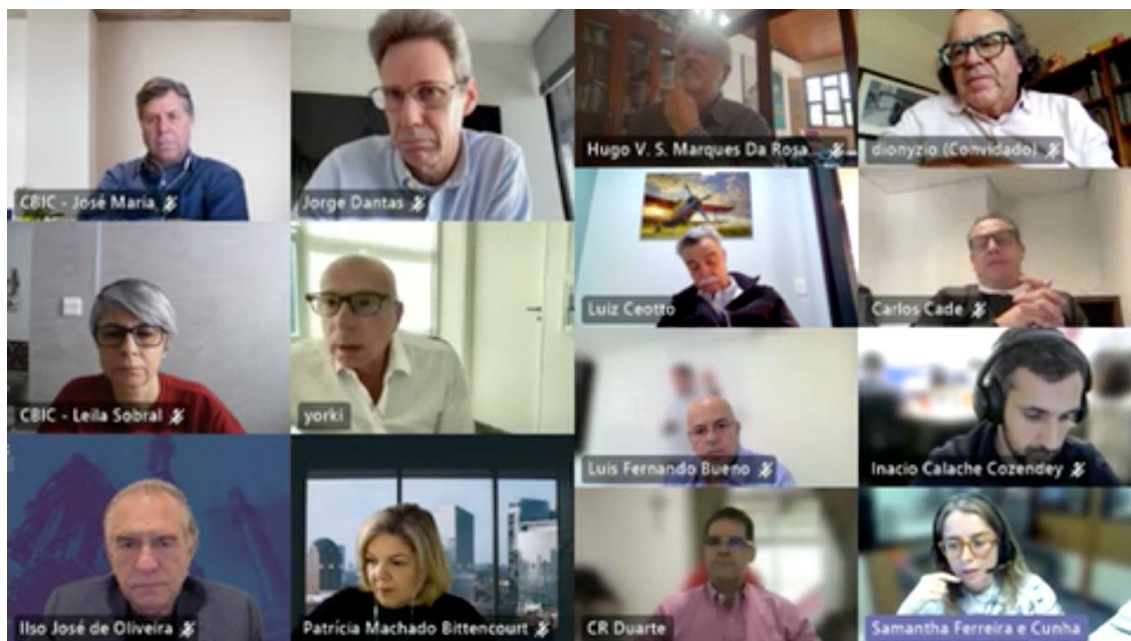 CBIC - José Maria
Jorge Dantas
Hugo V. S. Marques Da Rosa
dionyzio (Convidado)
CBIC - Leila Sobral
yorki
Luiz Ceotto
Carlos Cade
Luis Fernando Bueno
Inacio Calache Cozendey
Ilso José de Oliveira
Patrícia Machado Bittencourt
CR Duarte
Samantha Ferreira e Cunha